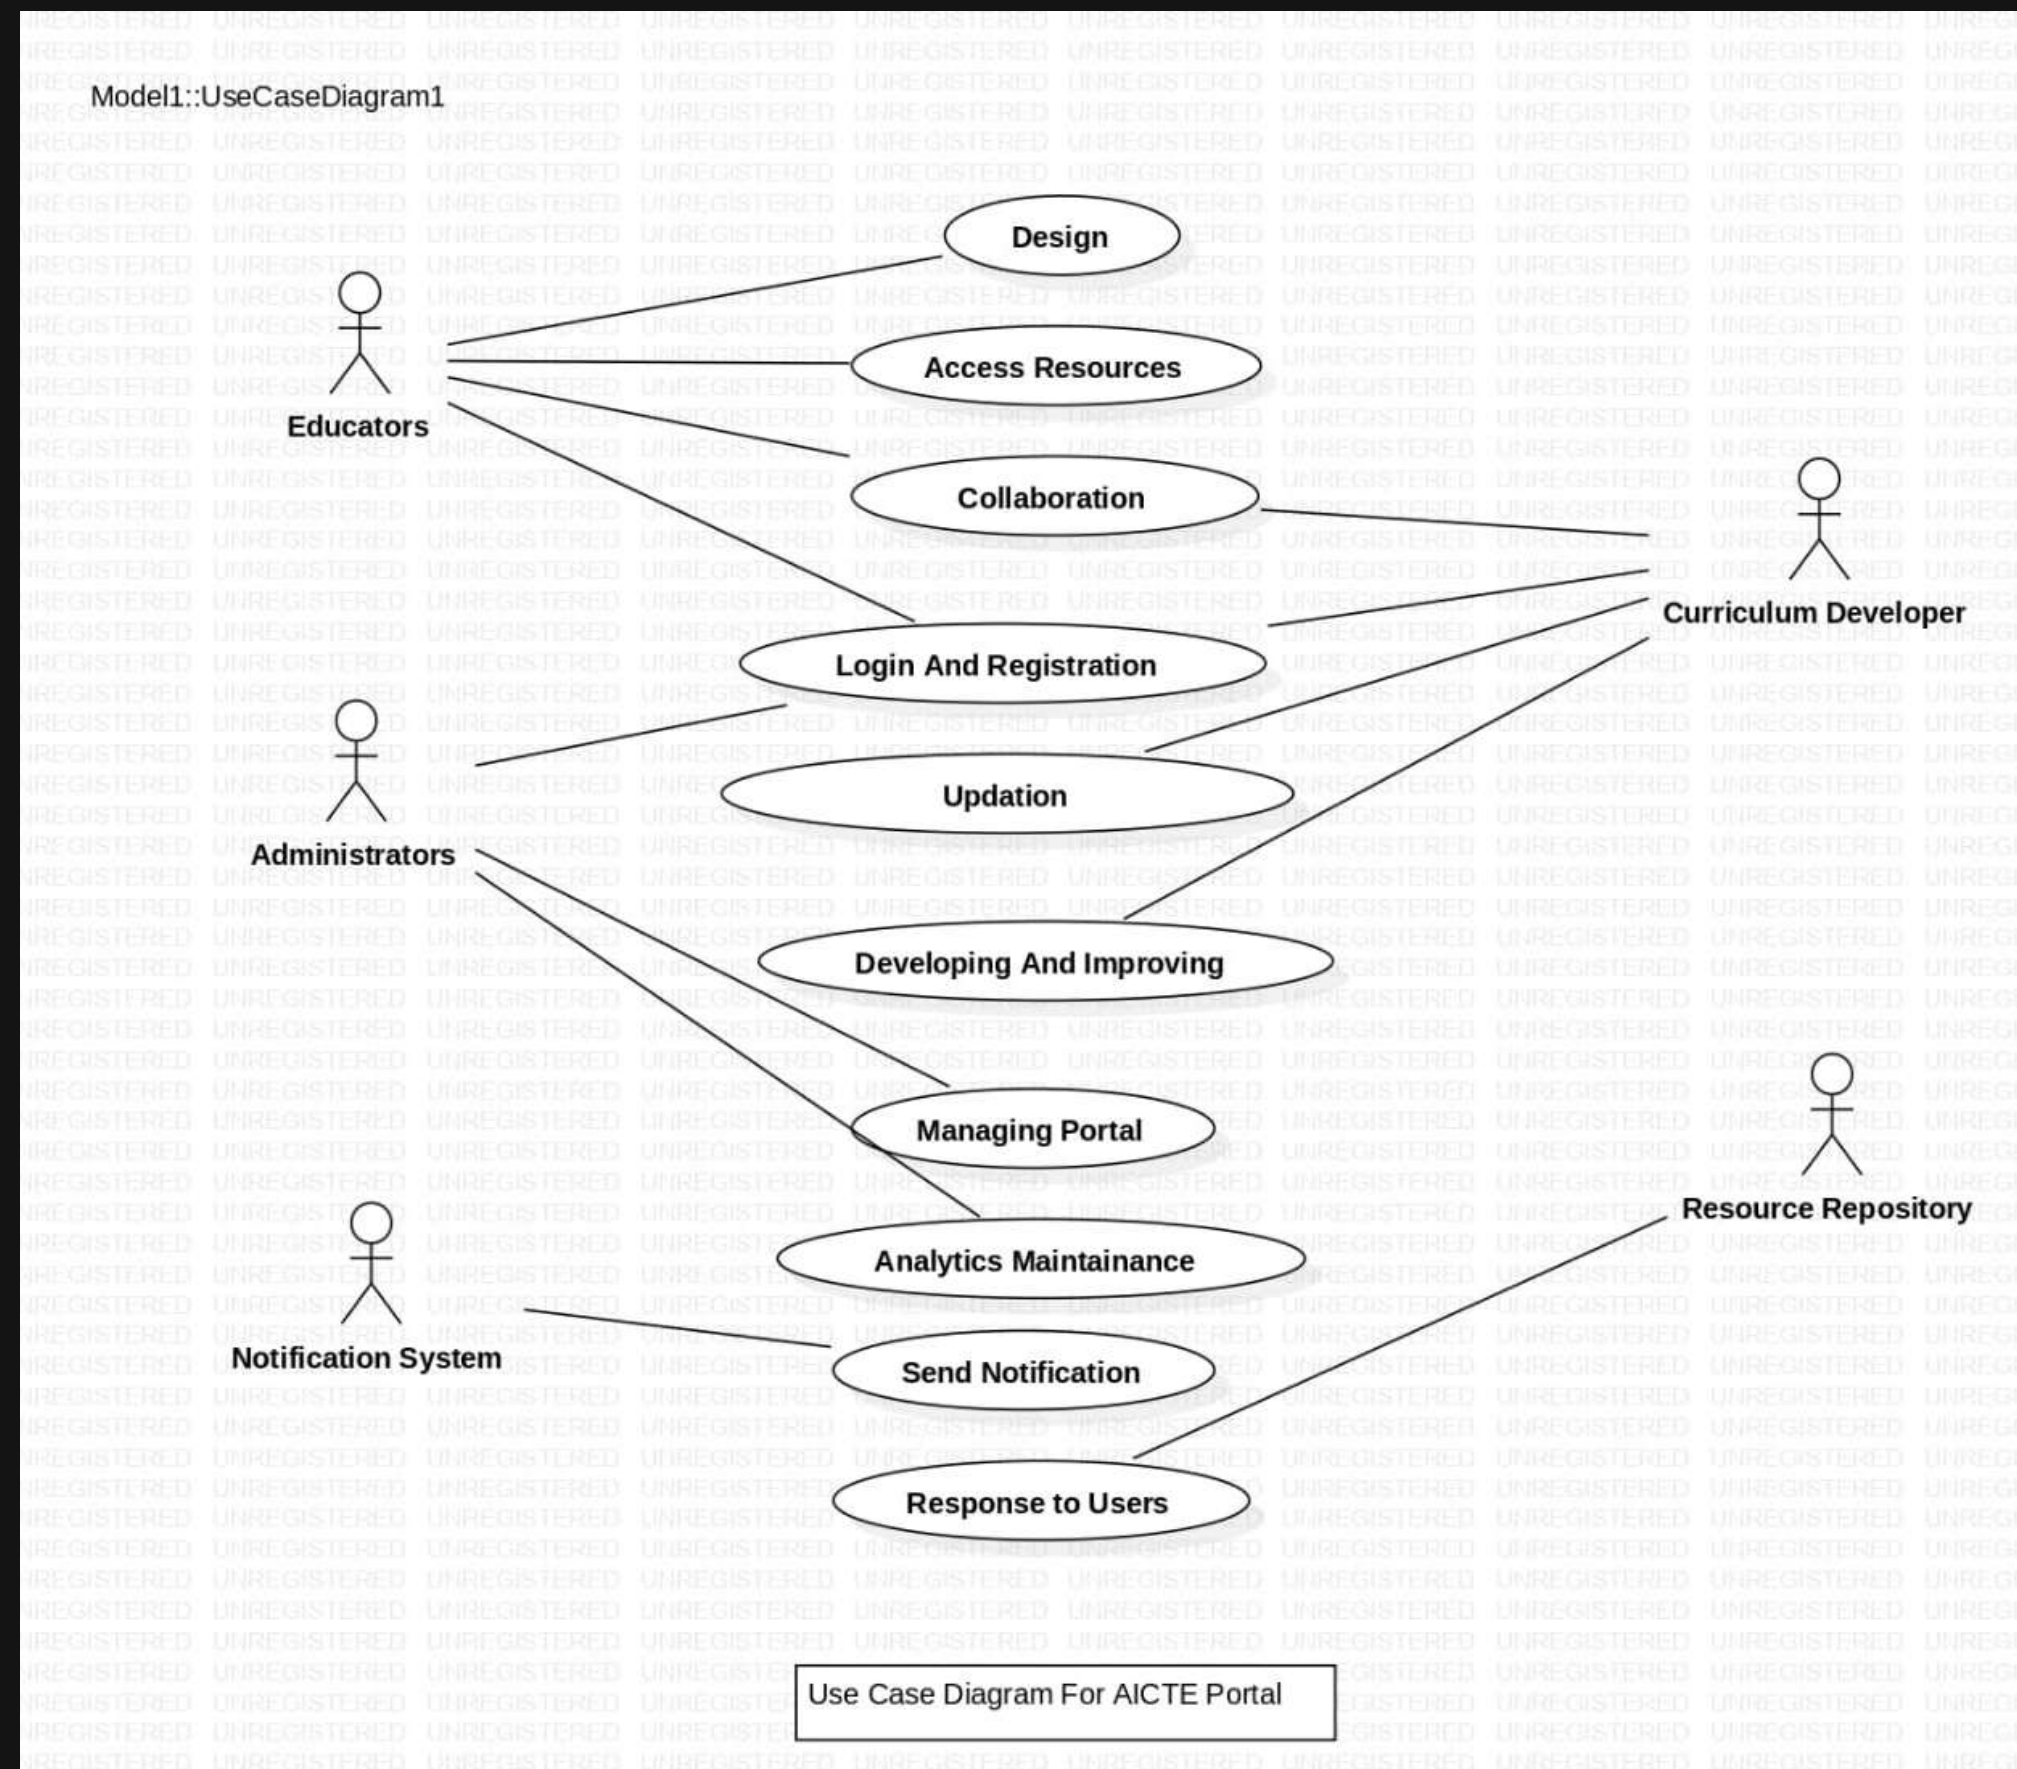 Model1::UseCaseDiagram1
Design
Access Resources
Educators
Collaboration
Curriculum Developer
Login And Registration
Updation
Administrators
Developing And Improving
Managing Portal
Resource Repository
Analytics Maintainance
Notification System
Send Notification
Response to Users
Use Case Diagram For AICTE Portal
UNREGISTERED